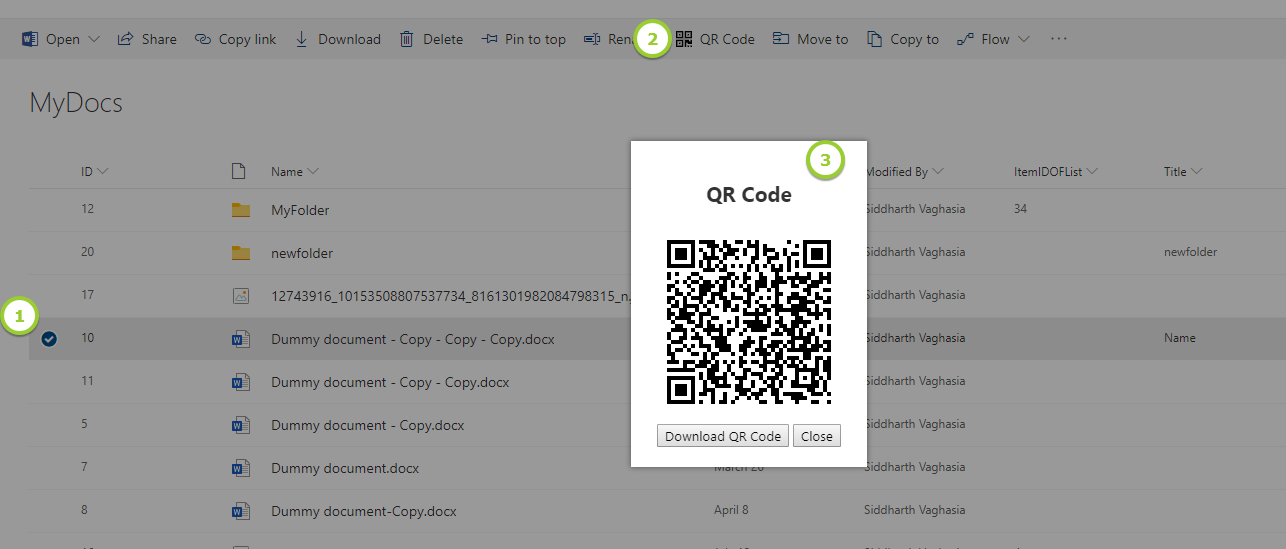 Open Share Copy link Download Delete Pin to top 2 QR Code Move to Copy to Flow ...
MyDocs
3
ID Name Modified By ItemIDOFList Title
QR Code
12 MyFolder Siddharth Vaghasia 34
20 newfolder Siddharth Vaghasia newfolder
17 12743916_10153508807537734_8161301982084798315_n. Siddharth Vaghasia
1
10 Dummy document - Copy - Copy - Copy.docx Siddharth Vaghasia Name
11 Dummy document - Copy - Copy.docx Siddharth Vaghasia
5 Dummy document - Copy.docx Siddharth Vaghasia
Download QR Code Close
7 Dummy document.docx March 20 Siddharth Vaghasia
8 Dummy document-Copy.docx April 8 Siddharth Vaghasia